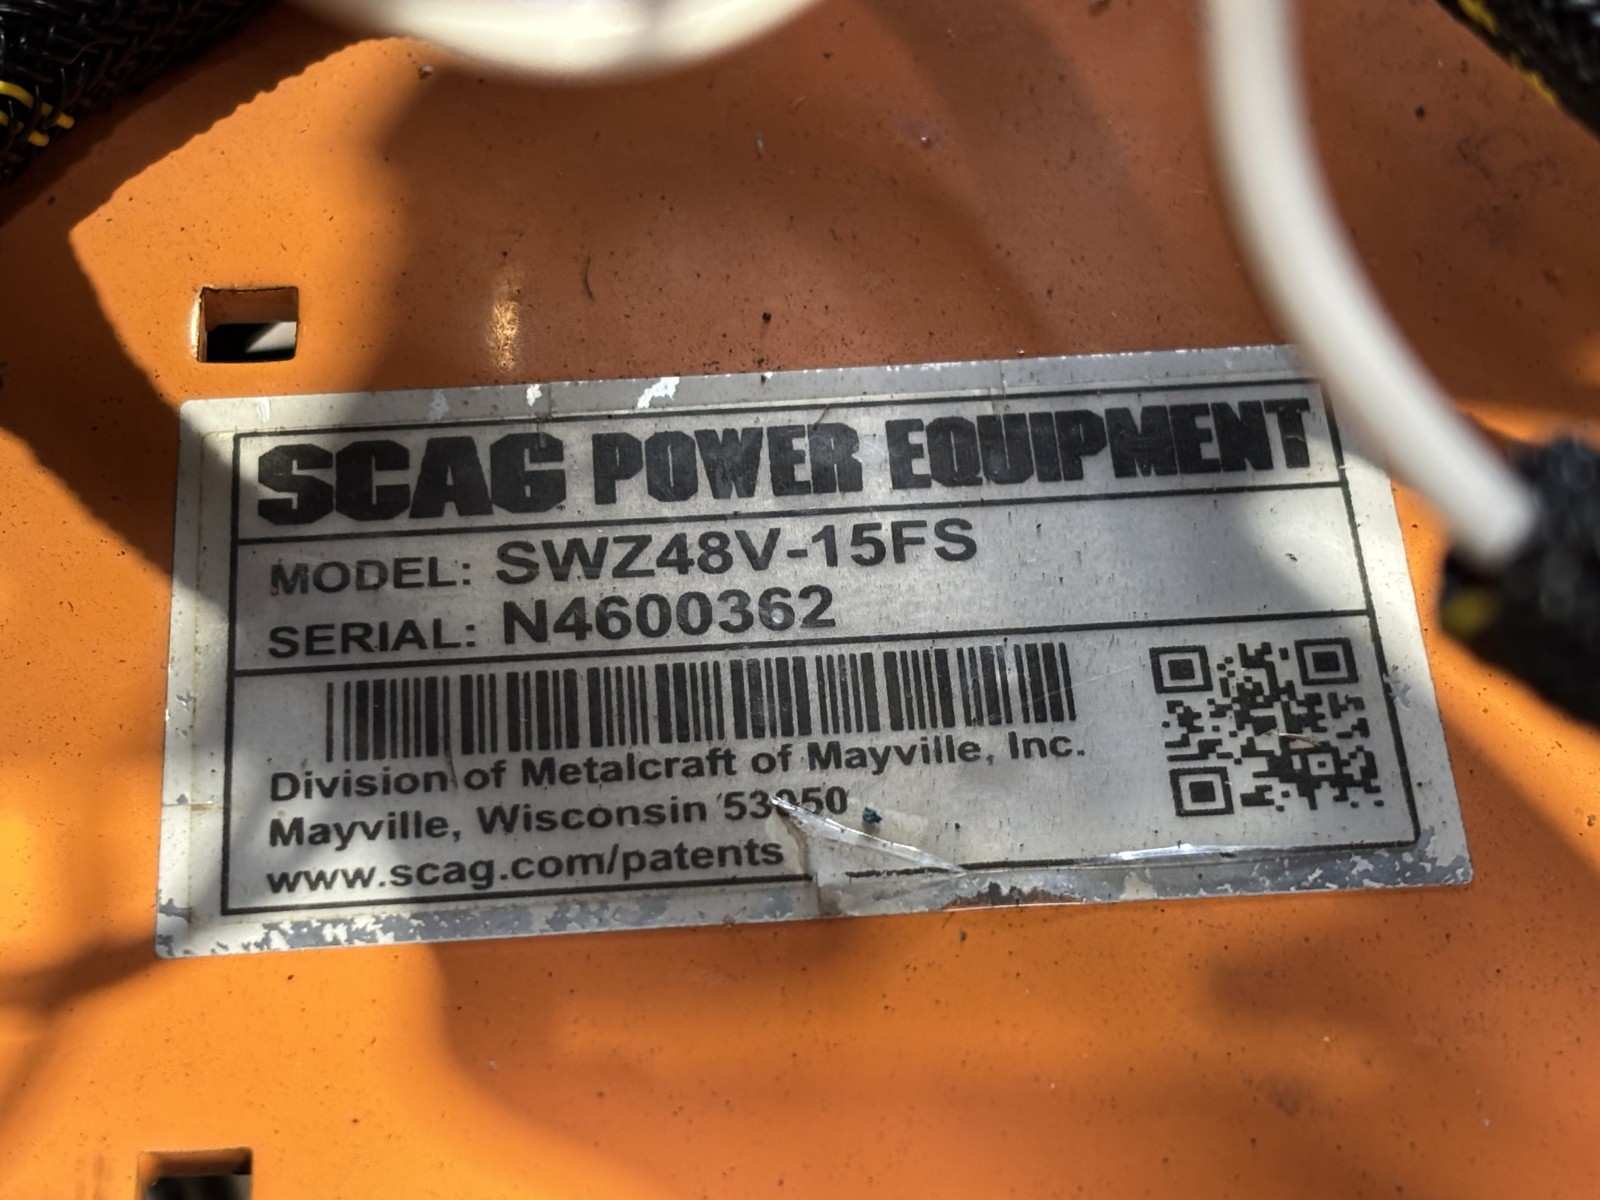 SCAG POWER EQUIPMENT
MODEL: SWZ48V-15FS
SERIAL: N4600362
Division of Metalcraft of Mayville, Inc.
Mayville, Wisconsin 53050
www.scag.com/patents